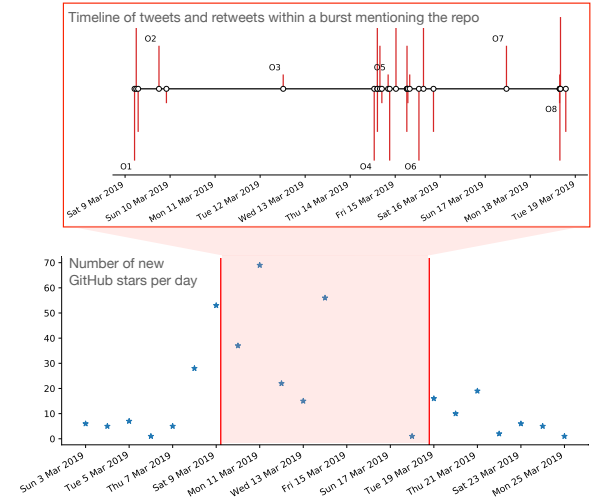 Timeline of tweets and retweets within a burst mentioning the repo
O2
O7
O3
O5
O8
O1
O4
O6
Sat 9 Mar 2019
Sun 10 Mar 2019
Mon 11 Mar 2019
Tue 12 Mar 2019
Wed 13 Mar 2019
Thu 14 Mar 2019
Fri 15 Mar 2019
Sat 16 Mar 2019
Sun 17 Mar 2019
Mon 18 Mar 2019
Tue 19 Mar 2019
Number of new
GitHub stars per day
70
60
50
40
30
20
10
0
Sun 3 Mar 2019
Tue 5 Mar 2019
Thu 7 Mar 2019
Sat 9 Mar 2019
Mon 11 Mar 2019
Wed 13 Mar 2019
Fri 15 Mar 2019
Sun 17 Mar 2019
Tue 19 Mar 2019
Thu 21 Mar 2019
Sat 23 Mar 2019
Mon 25 Mar 2019